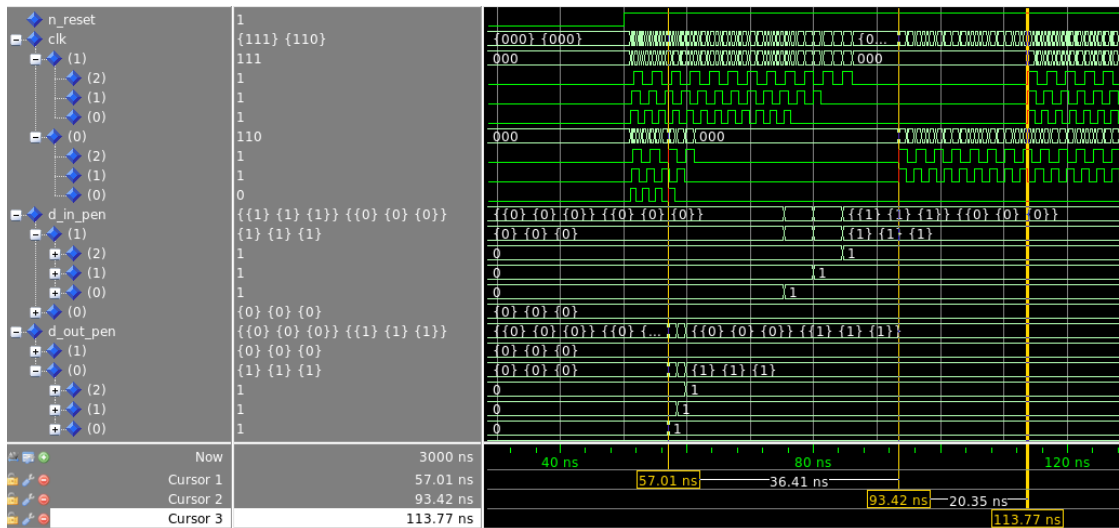 n_reset 1
clk {111} {110} {000} {000} {0...
(1) 111 000 000
(2) 1
(1) 1
(0) 1
(0) 110 000 000
(2) 1
(1) 1
(0) 0
d_in_pen {{1} {1} {1}} {{0} {0} {0}} {{0} {0} {0}} {{0} {0} {0}} {{1} {1} {1}} {{0} {0} {0}}
(1) {1} {1} {1} {0} {0} {0} {1} {1} {1}
(2) 1 0 1
(1) 1 0 1
(0) 1 0 1
(0) {0} {0} {0} {0} {0} {0}
d_out_pen {{0} {0} {0}} {{1} {1} {1}} {{0} {0} {0}} {{0} {... {{0} {0} {0}} {{1} {1} {1}}
(1) {0} {0} {0} {0} {0} {0}
(0) {1} {1} {1} {0} {0} {0} {1} {1} {1}
(2) 1 0 1
(1) 1 0 1
(0) 1 0 1
Now 3000 ns 40 ns 80 ns 120 ns
Cursor 1 57.01 ns 57.01 ns 36.41 ns
Cursor 2 93.42 ns 93.42 ns 20.35 ns
Cursor 3 113.77 ns 113.77 ns